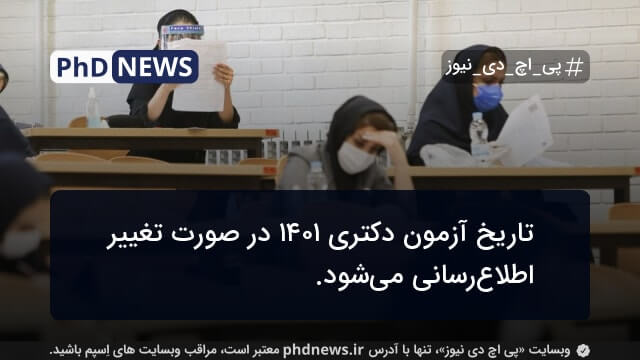 PhD NEWS
#پی_اچ_دی_نیوز
تاریخ آزمون دکتری ۱۴۰۱ در صورت تغییر
اطلاع‌رسانی می‌شود.
وبسایت «پی اچ دی نیوز»، تنها با آدرس phdnews.ir معتبر است، مراقب وبسایت های اِسپم باشید.